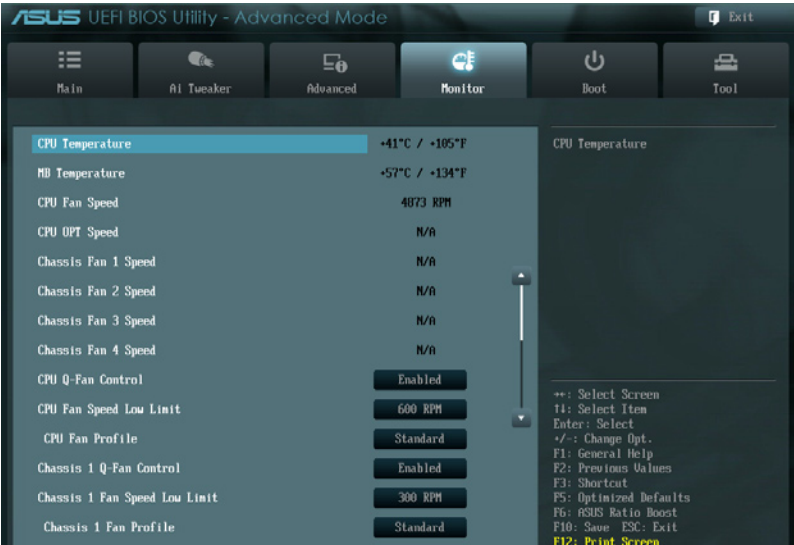 ASUS UEFI BIOS Utility - Advanced Mode
Exit
Main
Ai Tweaker
Advanced
Monitor
Boot
Tool
CPU Temperature +41°C / +105°F
MB Temperature +57°C / +134°F
CPU Fan Speed 4873 RPM
CPU OPT Speed N/A
Chassis Fan 1 Speed N/A
Chassis Fan 2 Speed N/A
Chassis Fan 3 Speed N/A
Chassis Fan 4 Speed N/A
CPU Q-Fan Control Enabled
CPU Fan Speed Low Limit 600 RPM
CPU Fan Profile Standard
Chassis 1 Q-Fan Control Enabled
Chassis 1 Fan Speed Low Limit 300 RPM
Chassis 1 Fan Profile Standard
CPU Temperature
→←: Select Screen
↑↓: Select Item
Enter: Select
+/-: Change Opt.
F1: General Help
F2: Previous Values
F3: Shortcut
F5: Optimized Defaults
F6: ASUS Ratio Boost
F10: Save ESC: Exit
F12: Print Screen